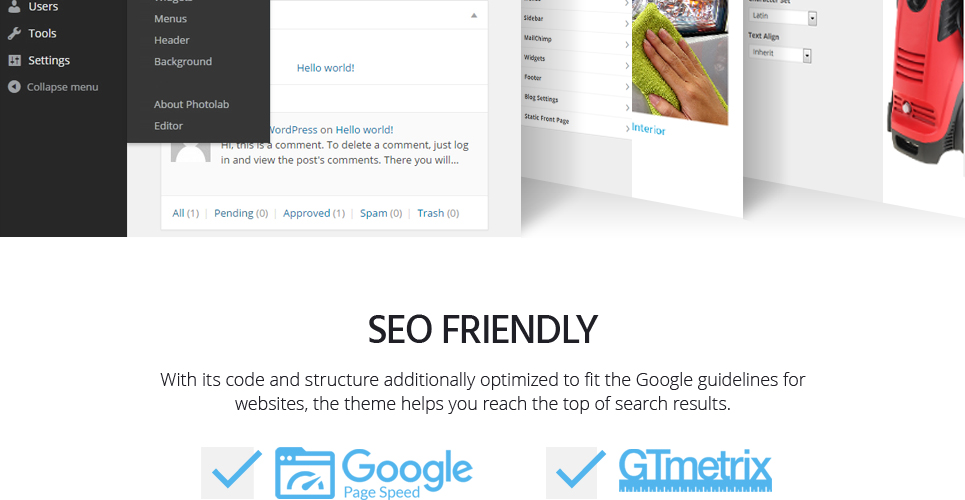 Users
Tools
Settings
Collapse menu
Menus
Header
Background
About Photolab
Editor
Hello world!
WordPress on Hello world!
Hi, this is a comment. To delete a comment, just log
in and view the post's comments. There you will...
All (1) | Pending (0) | Approved (1) | Spam (0) | Trash (0)
Sidebar
MailChimp
Widgets
Footer
Blog Settings
Static Front Page
Interior
Latin
Text Align
Inherit
SEO FRIENDLY
With its code and structure additionally optimized to fit the Google guidelines for
websites, the theme helps you reach the top of search results.
Google
Page Speed
GTmetrix